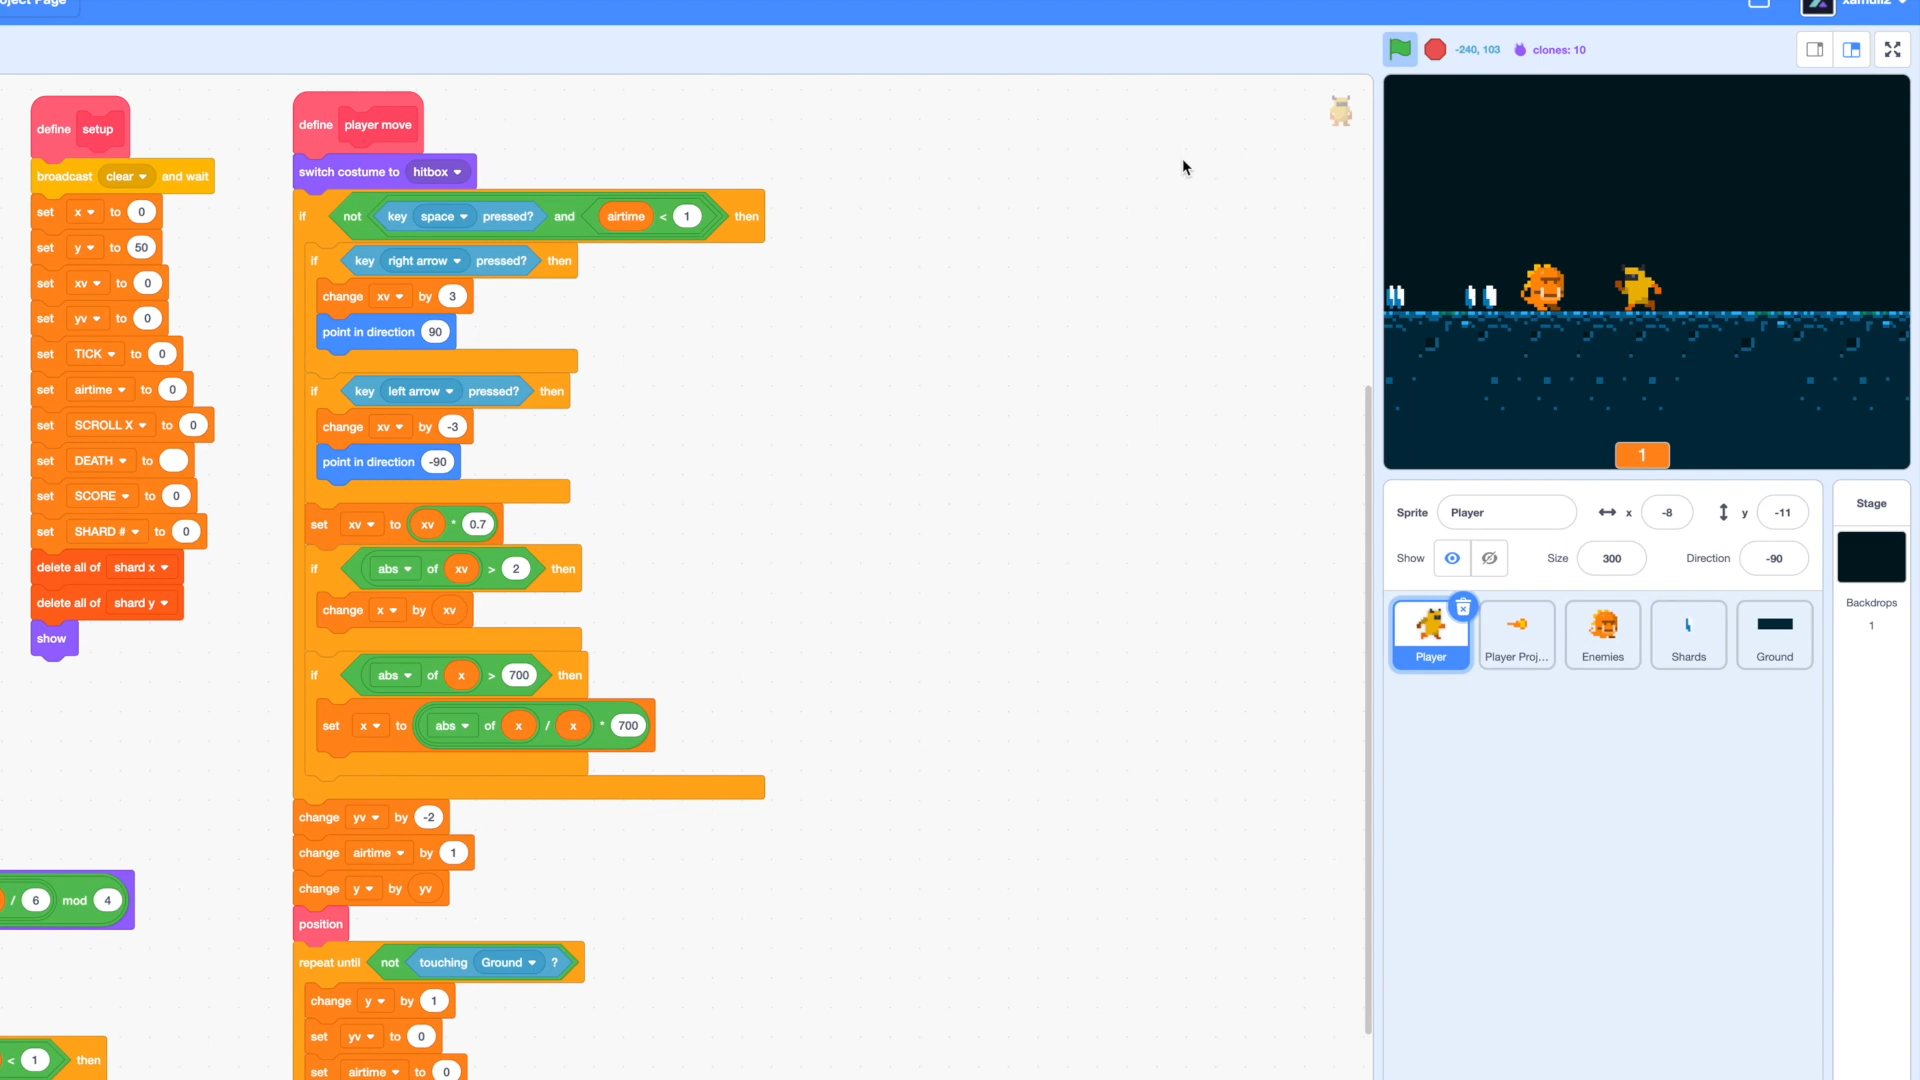 -240, 103 clones: 10
define setup
broadcast clear and wait
set x to 0
set y to 50
set xv to 0
set yv to 0
set TICK to 0
set airtime to 0
set SCROLL X to 0
set DEATH to
set SCORE to 0
set SHARD # to 0
delete all of shard x
delete all of shard y
show
/ 6 mod 4
< 1 then
define player move
switch costume to hitbox
if not key space pressed? and airtime < 1 then
if key right arrow pressed? then
change xv by 3
point in direction 90
if key left arrow pressed? then
change xv by -3
point in direction -90
set xv to xv * 0.7
if abs of xv > 2 then
change x by xv
if abs of x > 700 then
set x to abs of x / x * 700
change yv by -2
change airtime by 1
change y by yv
position
repeat until not touching Ground ?
change y by 1
set yv to 0
set airtime to 0
1
Sprite Player x -8 y -11
Show Size 300 Direction -90
Player
Player Proj...
Enemies
Shards
Ground
Stage
Backdrops
1